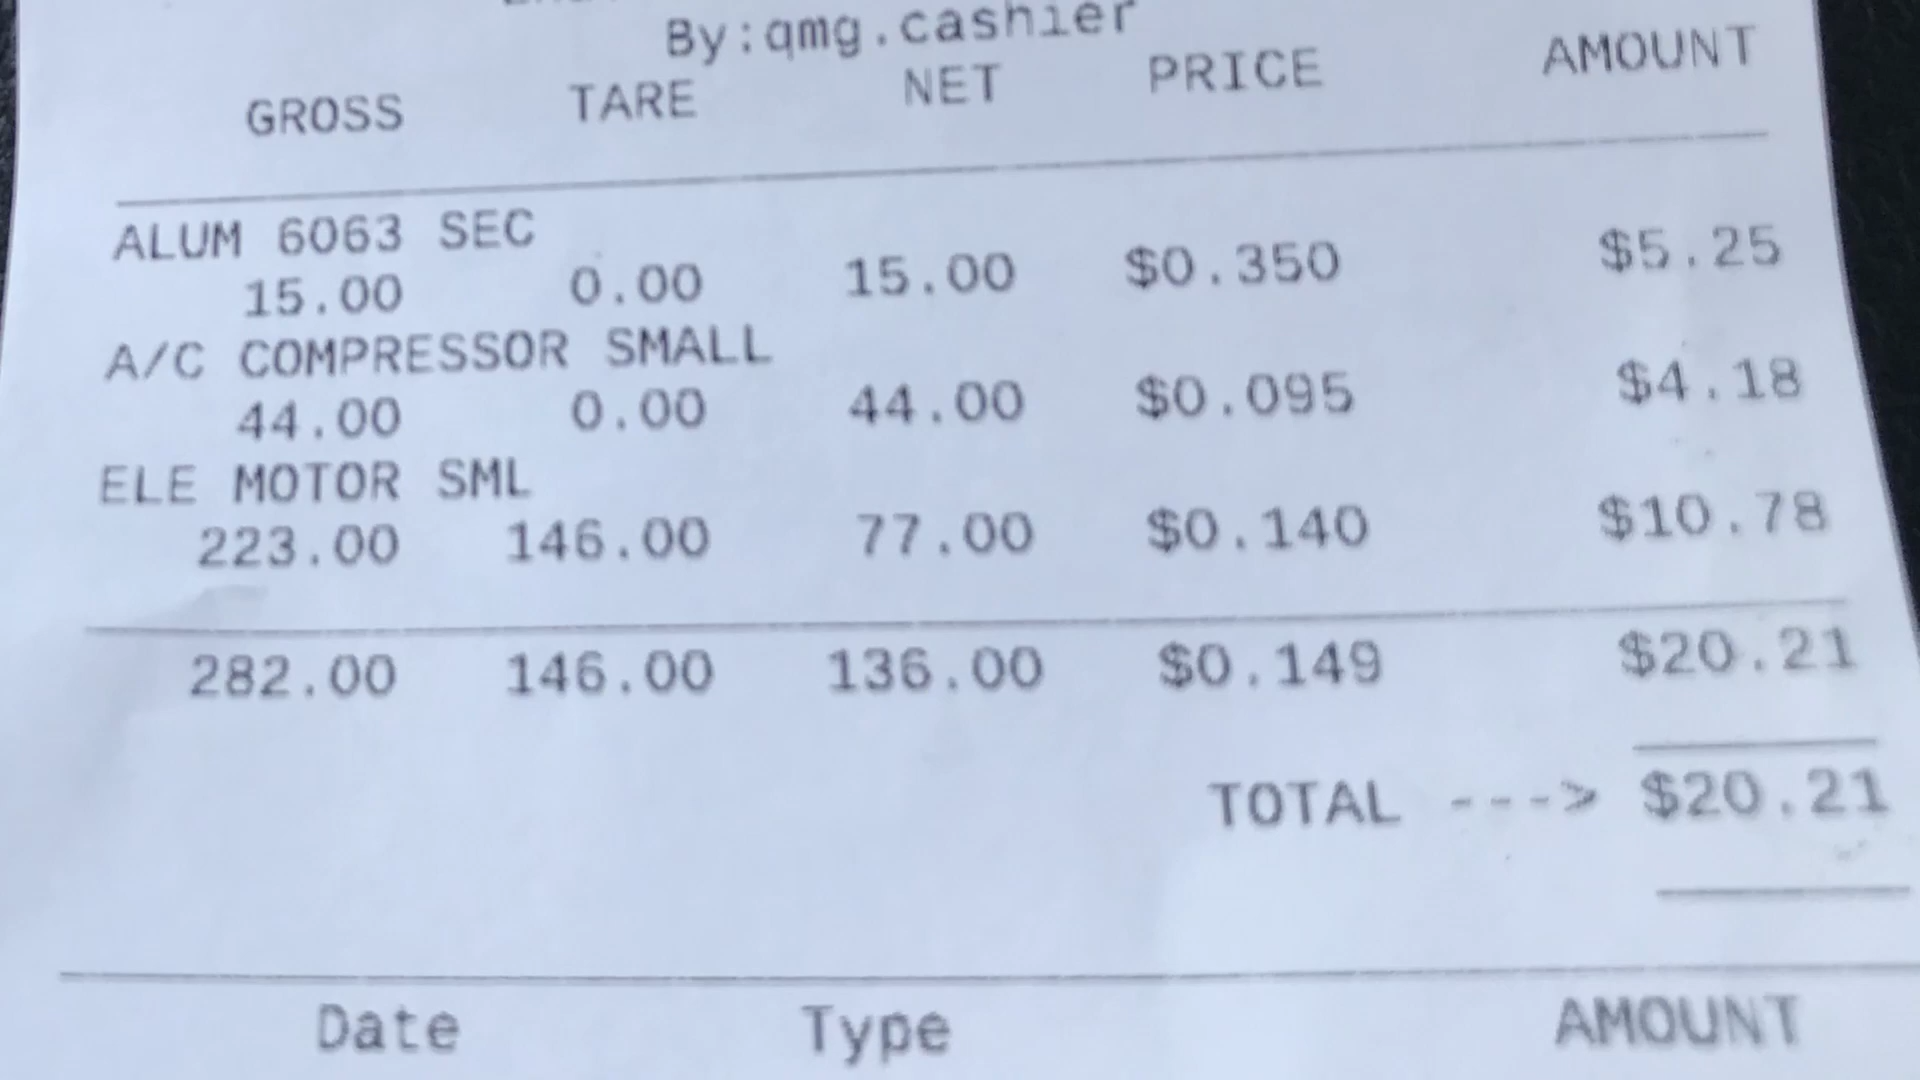 By:qmg.cashier
GROSS TARE NET PRICE AMOUNT
ALUM 6063 SEC
15.00 0.00 15.00 $0.350 $5.25
A/C COMPRESSOR SMALL
44.00 0.00 44.00 $0.095 $4.18
ELE MOTOR SML
223.00 146.00 77.00 $0.140 $10.78
282.00 146.00 136.00 $0.149 $20.21
TOTAL ---> $20.21
Date Type AMOUNT